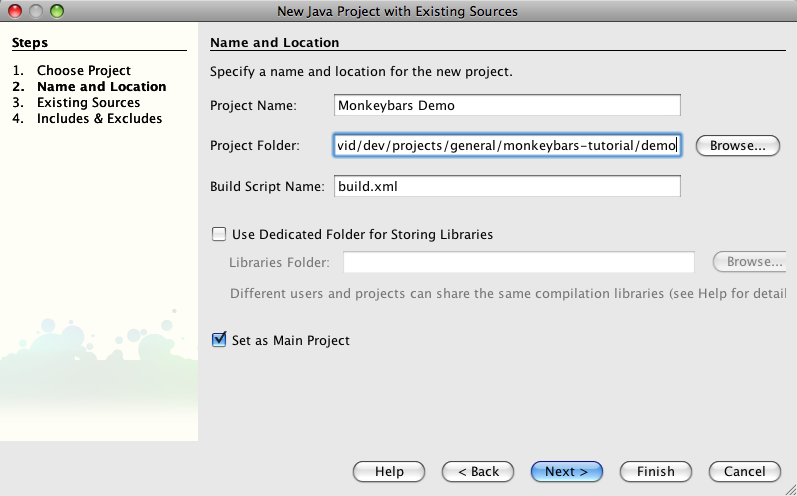 New Java Project with Existing Sources
Steps
1. Choose Project
2. Name and Location
3. Existing Sources
4. Includes & Excludes
Name and Location
Specify a name and location for the new project.
Project Name: Monkeybars Demo
Project Folder: vid/dev/projects/general/monkeybars-tutorial/demo Browse...
Build Script Name: build.xml
Use Dedicated Folder for Storing Libraries
Libraries Folder: Browse...
Different users and projects can share the same compilation libraries (see Help for detail
Set as Main Project
Help < Back Next > Finish Cancel